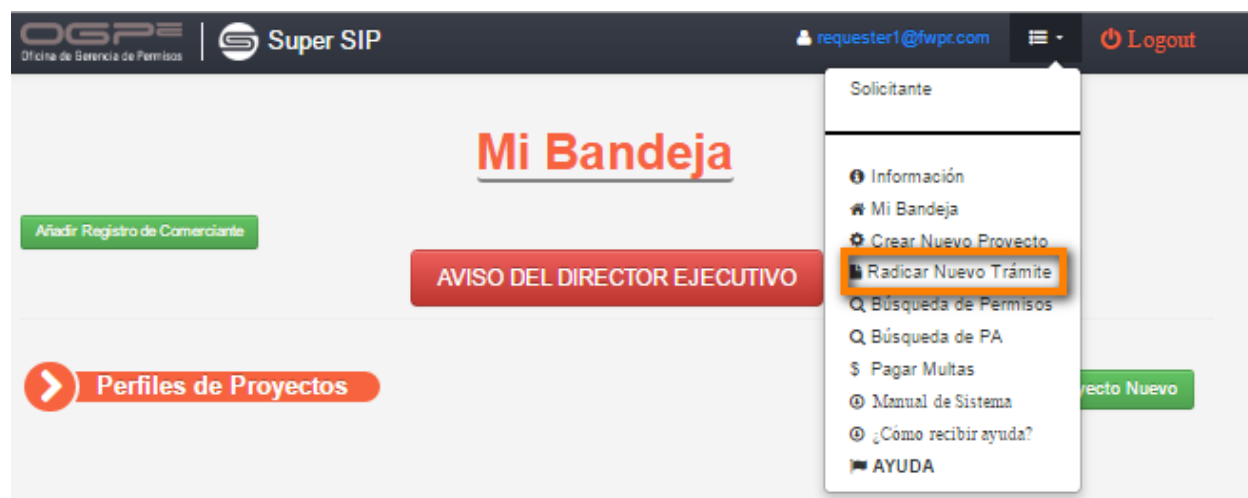 OGPE
Oficina de Gerencia de Permisos
Super SIP
requester1@fwpr.com
Logout
Solicitante
Mi Bandeja
Información
Mi Bandeja
Añadir Registro de Comerciante
Crear Nuevo Proyecto
AVISO DEL DIRECTOR EJECUTIVO
Radicar Nuevo Trámite
Búsqueda de Permisos
Búsqueda de PA
$ Pagar Multas
Perfiles de Proyectos
yecto Nuevo
Manual de Sistema
¿Cómo recibir ayuda?
AYUDA